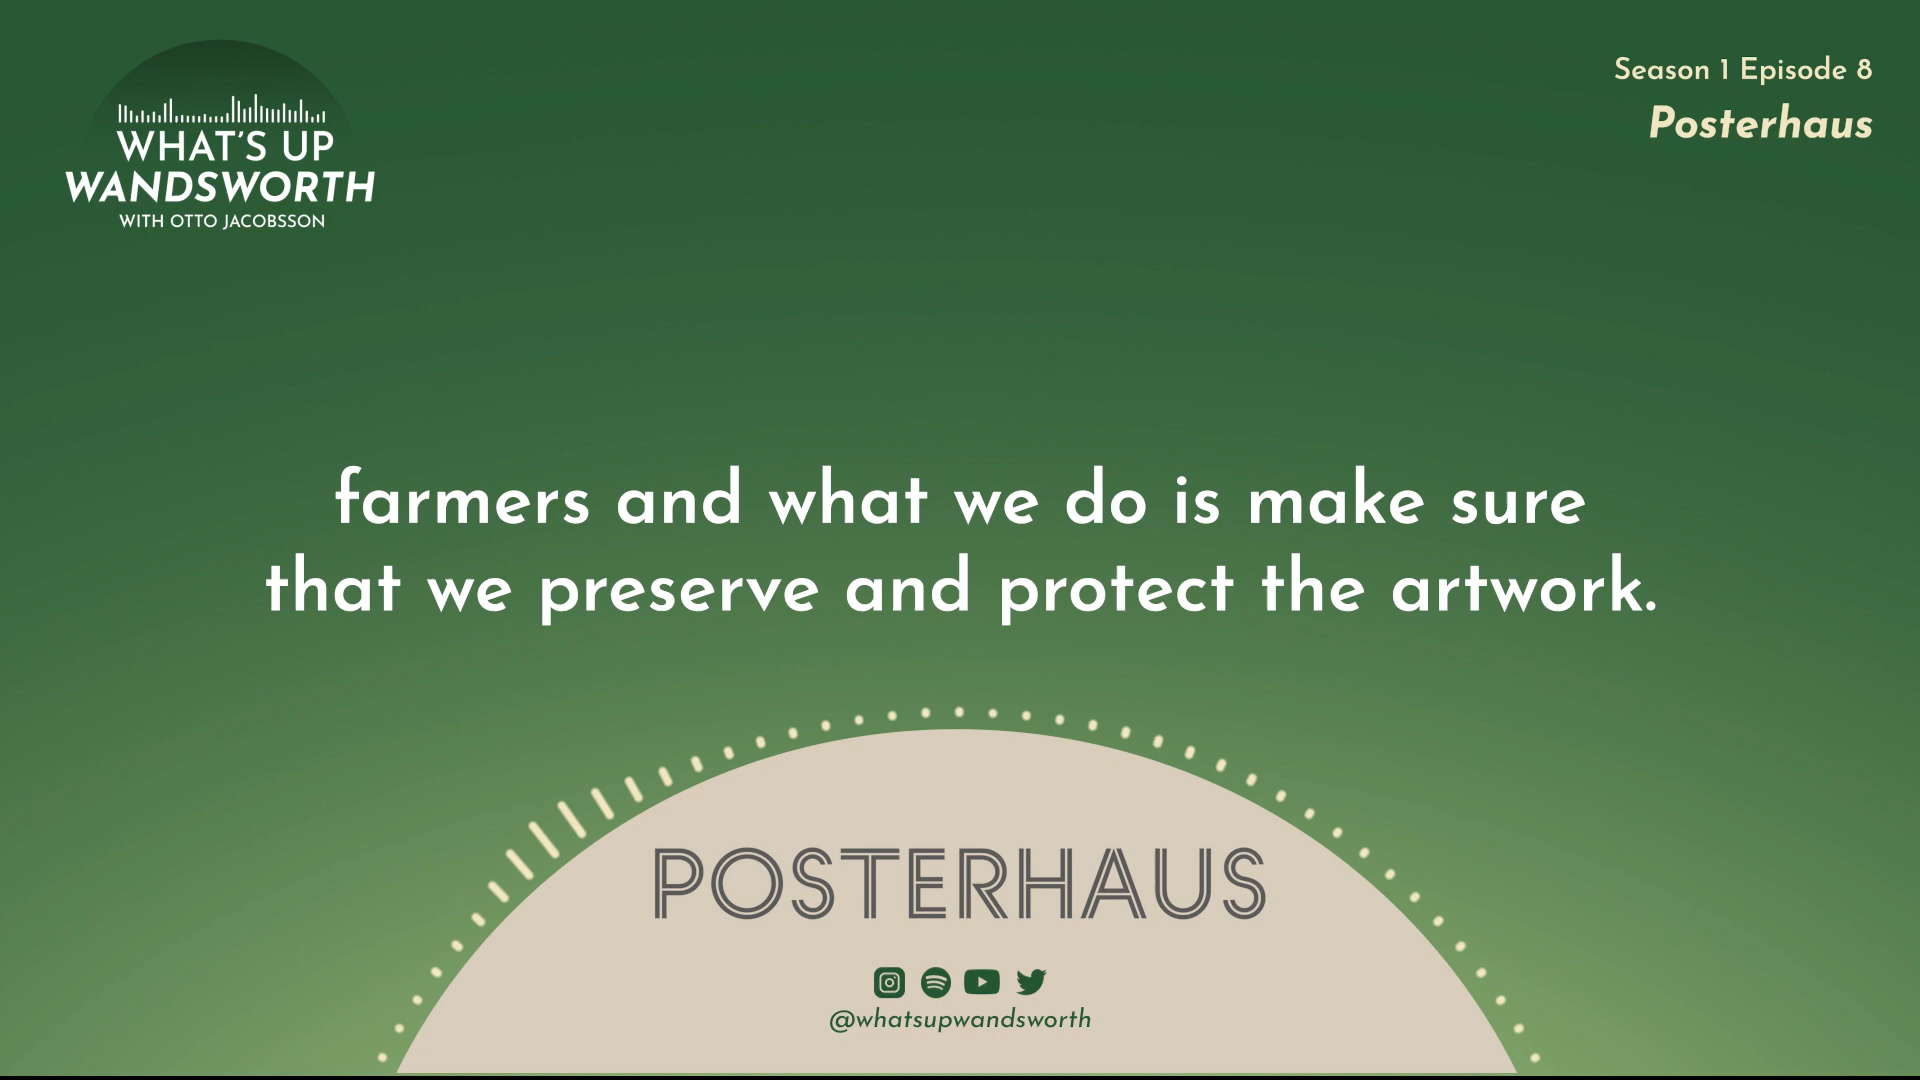 WHAT'S UP
WANDSWORTH
WITH OTTO JACOBSSON
Season 1 Episode 8
Posterhaus
farmers and what we do is make sure
that we preserve and protect the artwork.
POSTERHAUS
@whatsupwandsworth